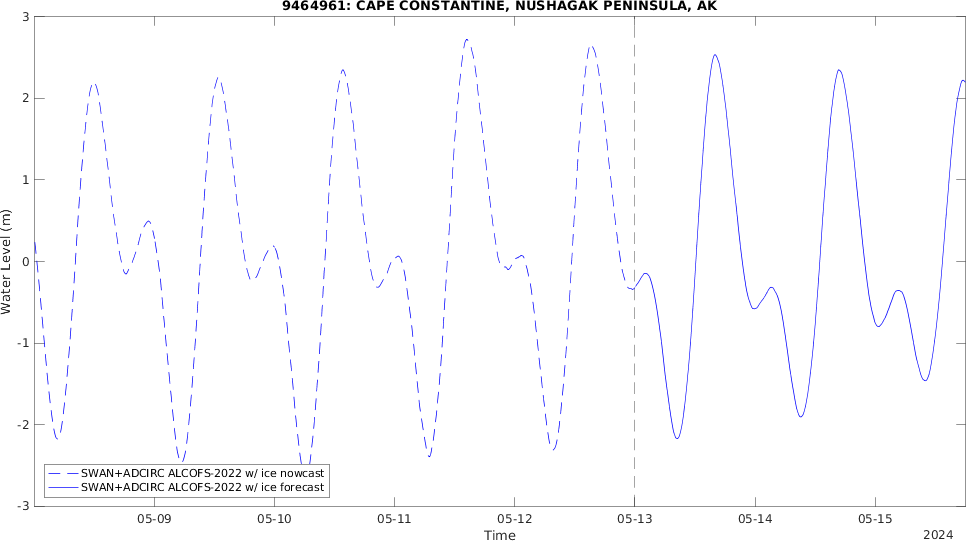 9464961: CAPE CONSTANTINE, NUSHAGAK PENINSULA, AK
3
2
1
0
-1
-2
-3
Water Level (m)
SWAN+ADCIRC ALCOFS-2022 w/ ice nowcast
SWAN+ADCIRC ALCOFS-2022 w/ ice forecast
05-09 05-10 05-11 05-12 05-13 05-14 05-15
Time
2024